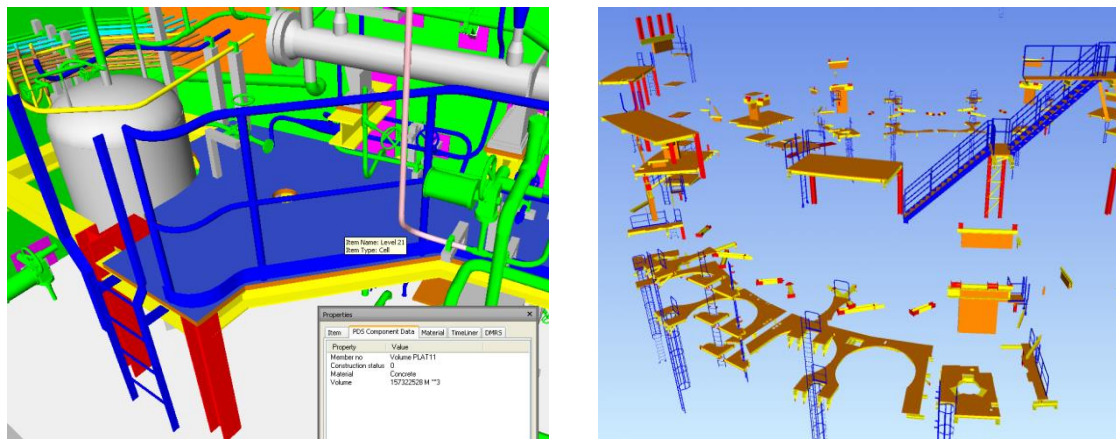 Item Name: Level 21
Item Type: Cell
Properties
Item PDS Component Data Material TimeLiner DMRS
Property Value
Member no Volume PLAT11
Construction status 0
Material Concrete
Volume 157322528 M **3